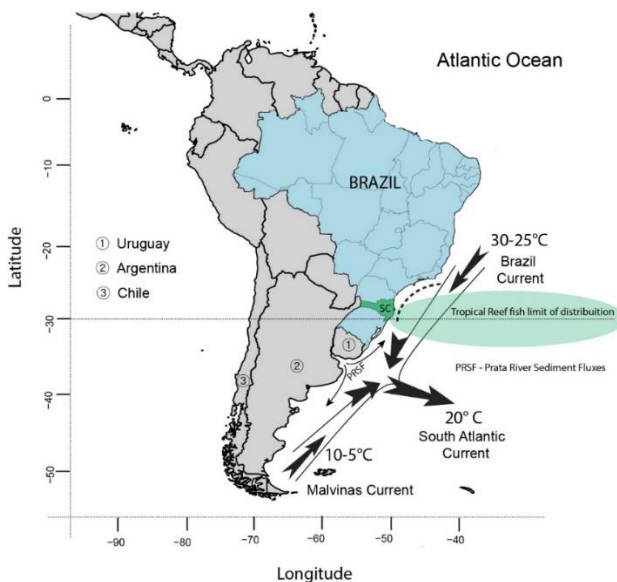 Atlantic Ocean
0
−10
−20
−30
−40
−50
Latitude
BRAZIL
① Uruguay
② Argentina
③ Chile
30-25°C
Brazil
Current
SC
Tropical Reef fish limit of distribuition
①
PRSF
PRSF - Prata River Sediment Fluxes
②
③
20° C
South Atlantic
Current
10-5°C
Malvinas Current
−90
−80
−70
−60
−50
−40
Longitude